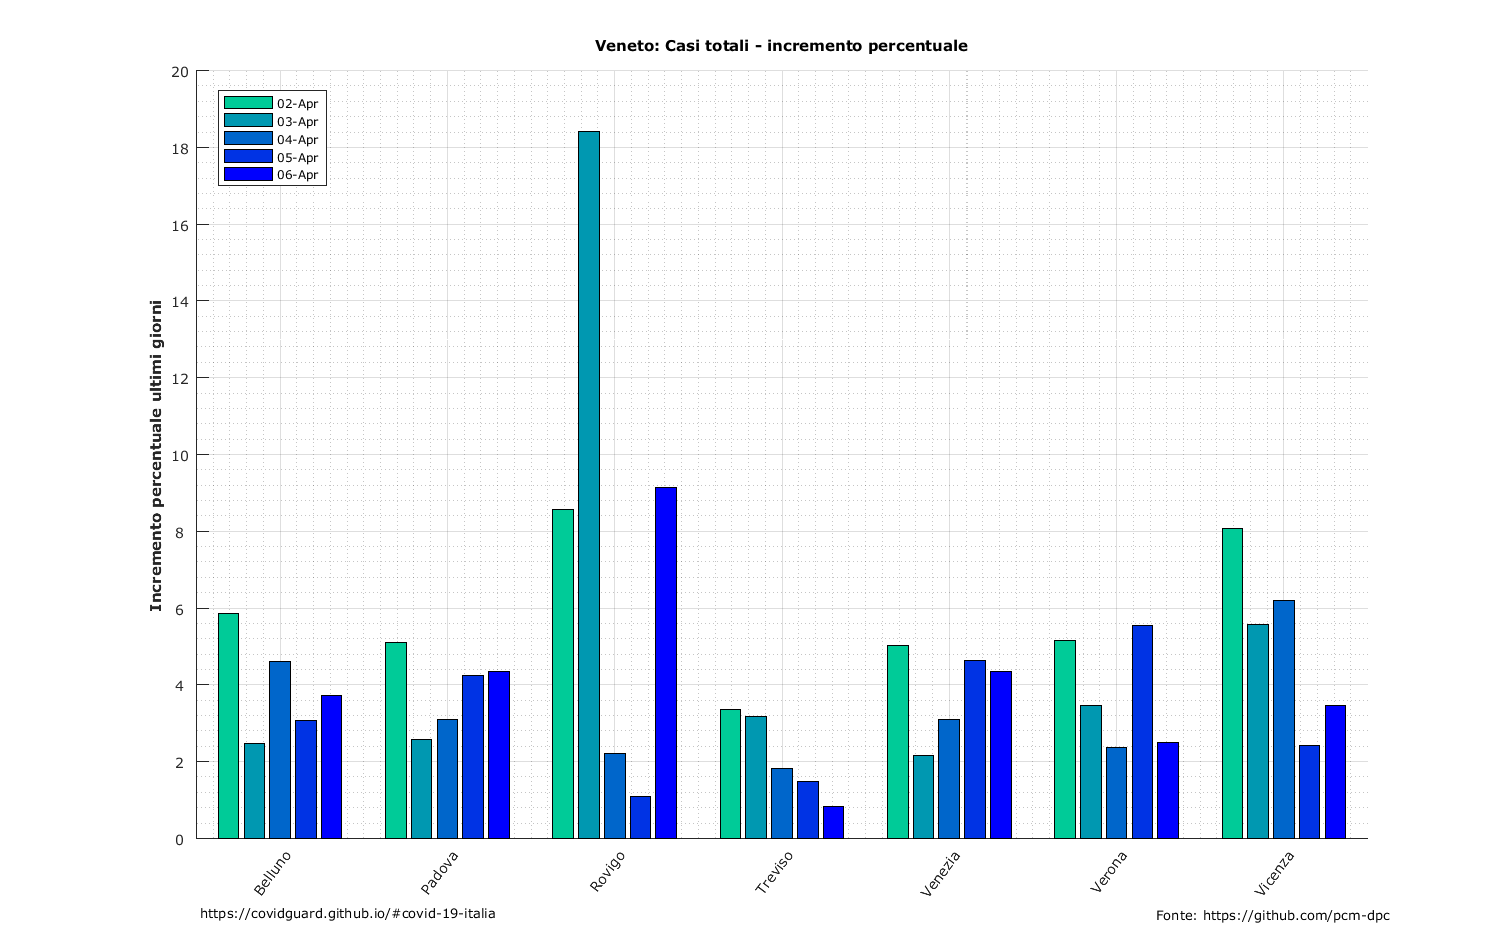 Veneto: Casi totali - incremento percentuale
Incremento percentuale ultimi giorni
20
18
16
14
12
10
8
6
4
2
0
02-Apr
03-Apr
04-Apr
05-Apr
06-Apr
Belluno
Padova
Rovigo
Treviso
Venezia
Verona
Vicenza
https://covidguard.github.io/#covid-19-italia
Fonte: https://github.com/pcm-dpc